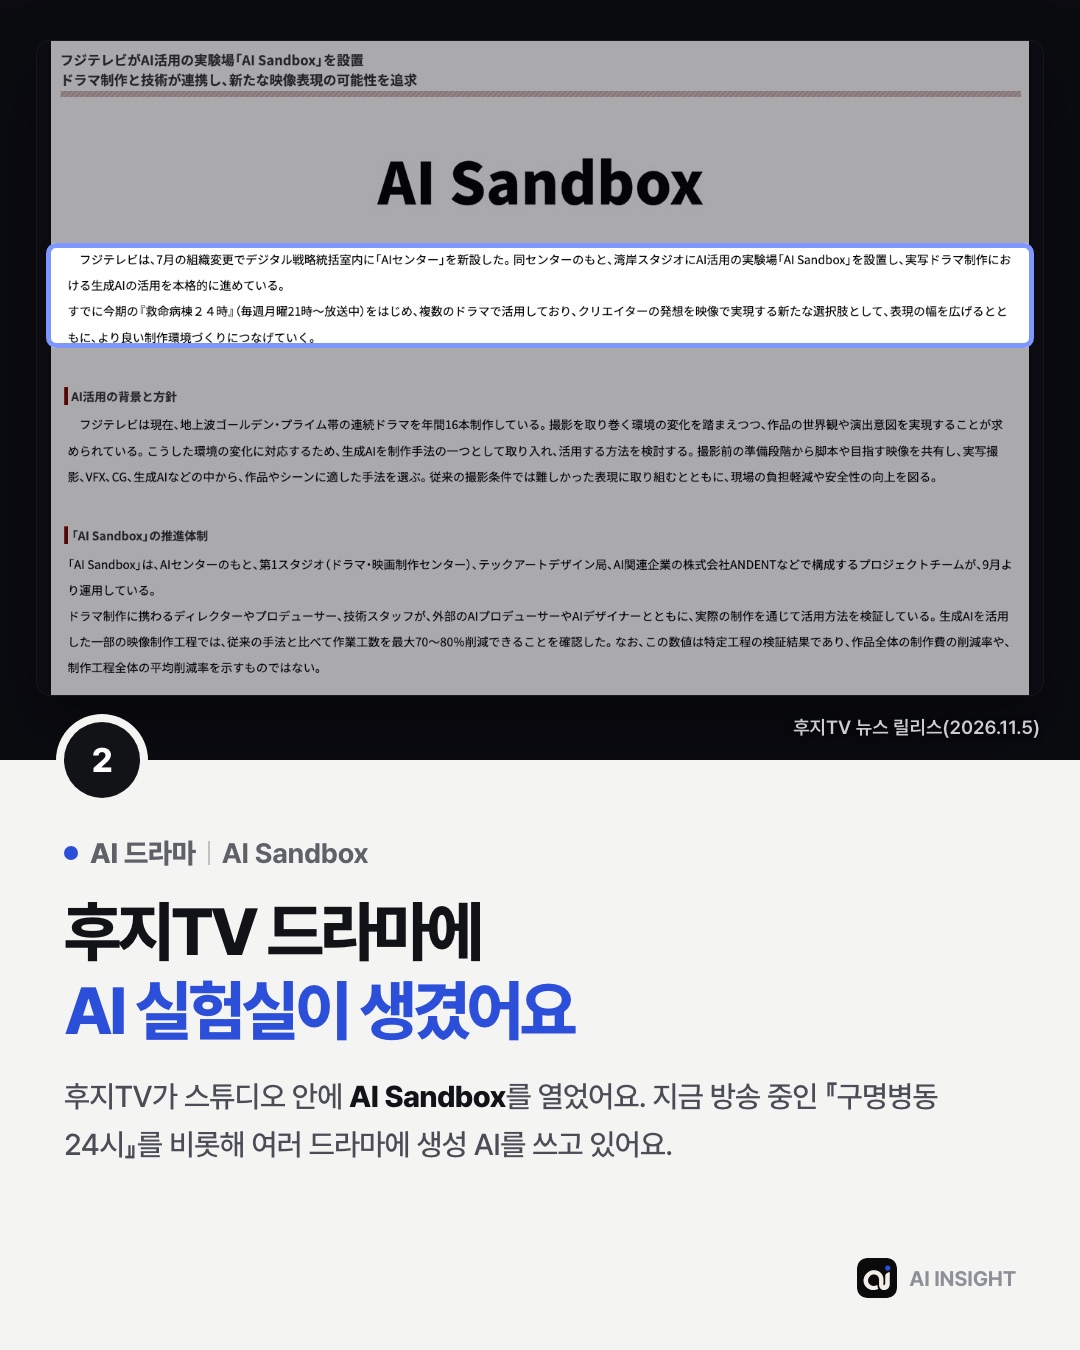 フジテレビがAI活用の実験場「AI Sandbox」を設置
ドラマ制作と技術が連携し、新たな映像表現の可能性を追求
AI Sandbox
フジテレビは、7月の組織変更でデジタル戦略統括室内に「AIセンター」を新設した。同センターのもと、湾岸スタジオにAI活用の実験場「AI Sandbox」を設置し、実写ドラマ制作にお
ける生成AIの活用を本格的に進めている。
すでに今期の『救命病棟２４時』（毎週月曜21時～放送中）をはじめ、複数のドラマで活用しており、クリエイターの発想を映像で実現する新たな選択肢として、表現の幅を広げるとと
もに、より良い制作環境づくりにつなげていく。
AI活用の背景と方針
フジテレビは現在、地上波ゴールデン・プライム帯の連続ドラマを年間16本制作している。撮影を取り巻く環境の変化を踏まえつつ、作品の世界観や演出意図を実現することが求
められている。こうした環境の変化に対応するため、生成AIを制作手法の一つとして取り入れ、活用する方法を検討する。撮影前の準備段階から脚本や目指す映像を共有し、実写撮
影、VFX、CG、生成AIなどの中から、作品やシーンに適した手法を選ぶ。従来の撮影条件では難しかった表現に取り組むとともに、現場の負担軽減や安全性の向上を図る。
「AI Sandbox」の推進体制
「AI Sandbox」は、AIセンターのもと、第1スタジオ（ドラマ・映画制作センター）、テックアートデザイン局、AI関連企業の株式会社ANDENTなどで構成するプロジェクトチームが、9月よ
り運用している。
ドラマ制作に携わるディレクターやプロデューサー、技術スタッフが、外部のAIプロデューサーやAIデザイナーとともに、実際の制作を通じて活用方法を検証している。生成AIを活用
した一部の映像制作工程では、従来の手法と比べて作業工数を最大70～80％削減できることを確認した。なお、この数値は特定工程の検証結果であり、作品全体の制作費の削減率や、
制作工程全体の平均削減率を示すものではない。
후지TV 뉴스 릴리스(2026.11.5)
2
AI 드라마 | AI Sandbox
후지TV 드라마에
AI 실험실이 생겼어요
후지TV가 스튜디오 안에 AI Sandbox를 열었어요. 지금 방송 중인 『구명병동
24시』를 비롯해 여러 드라마에 생성 AI를 쓰고 있어요.
ai AI INSIGHT